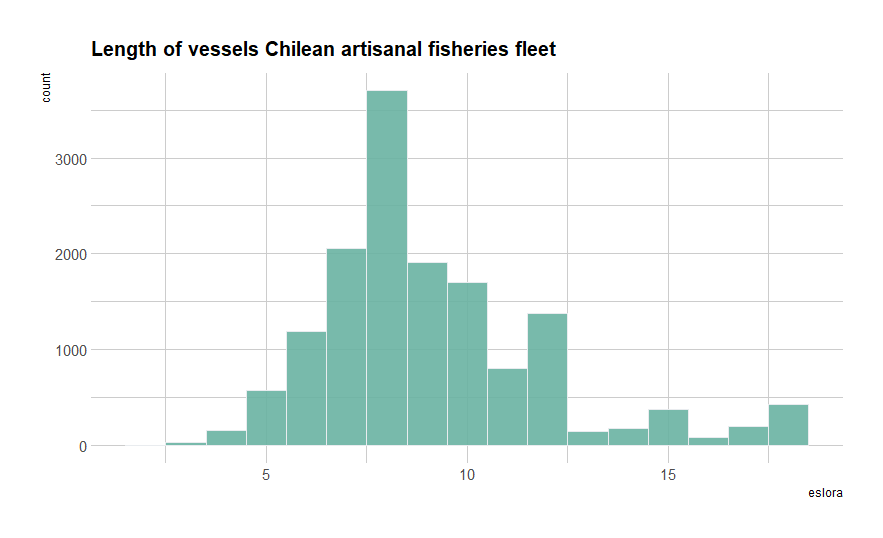 Length of vessels Chilean artisanal fisheries fleet
count
3000
2000
1000
0
5 10 15
eslora